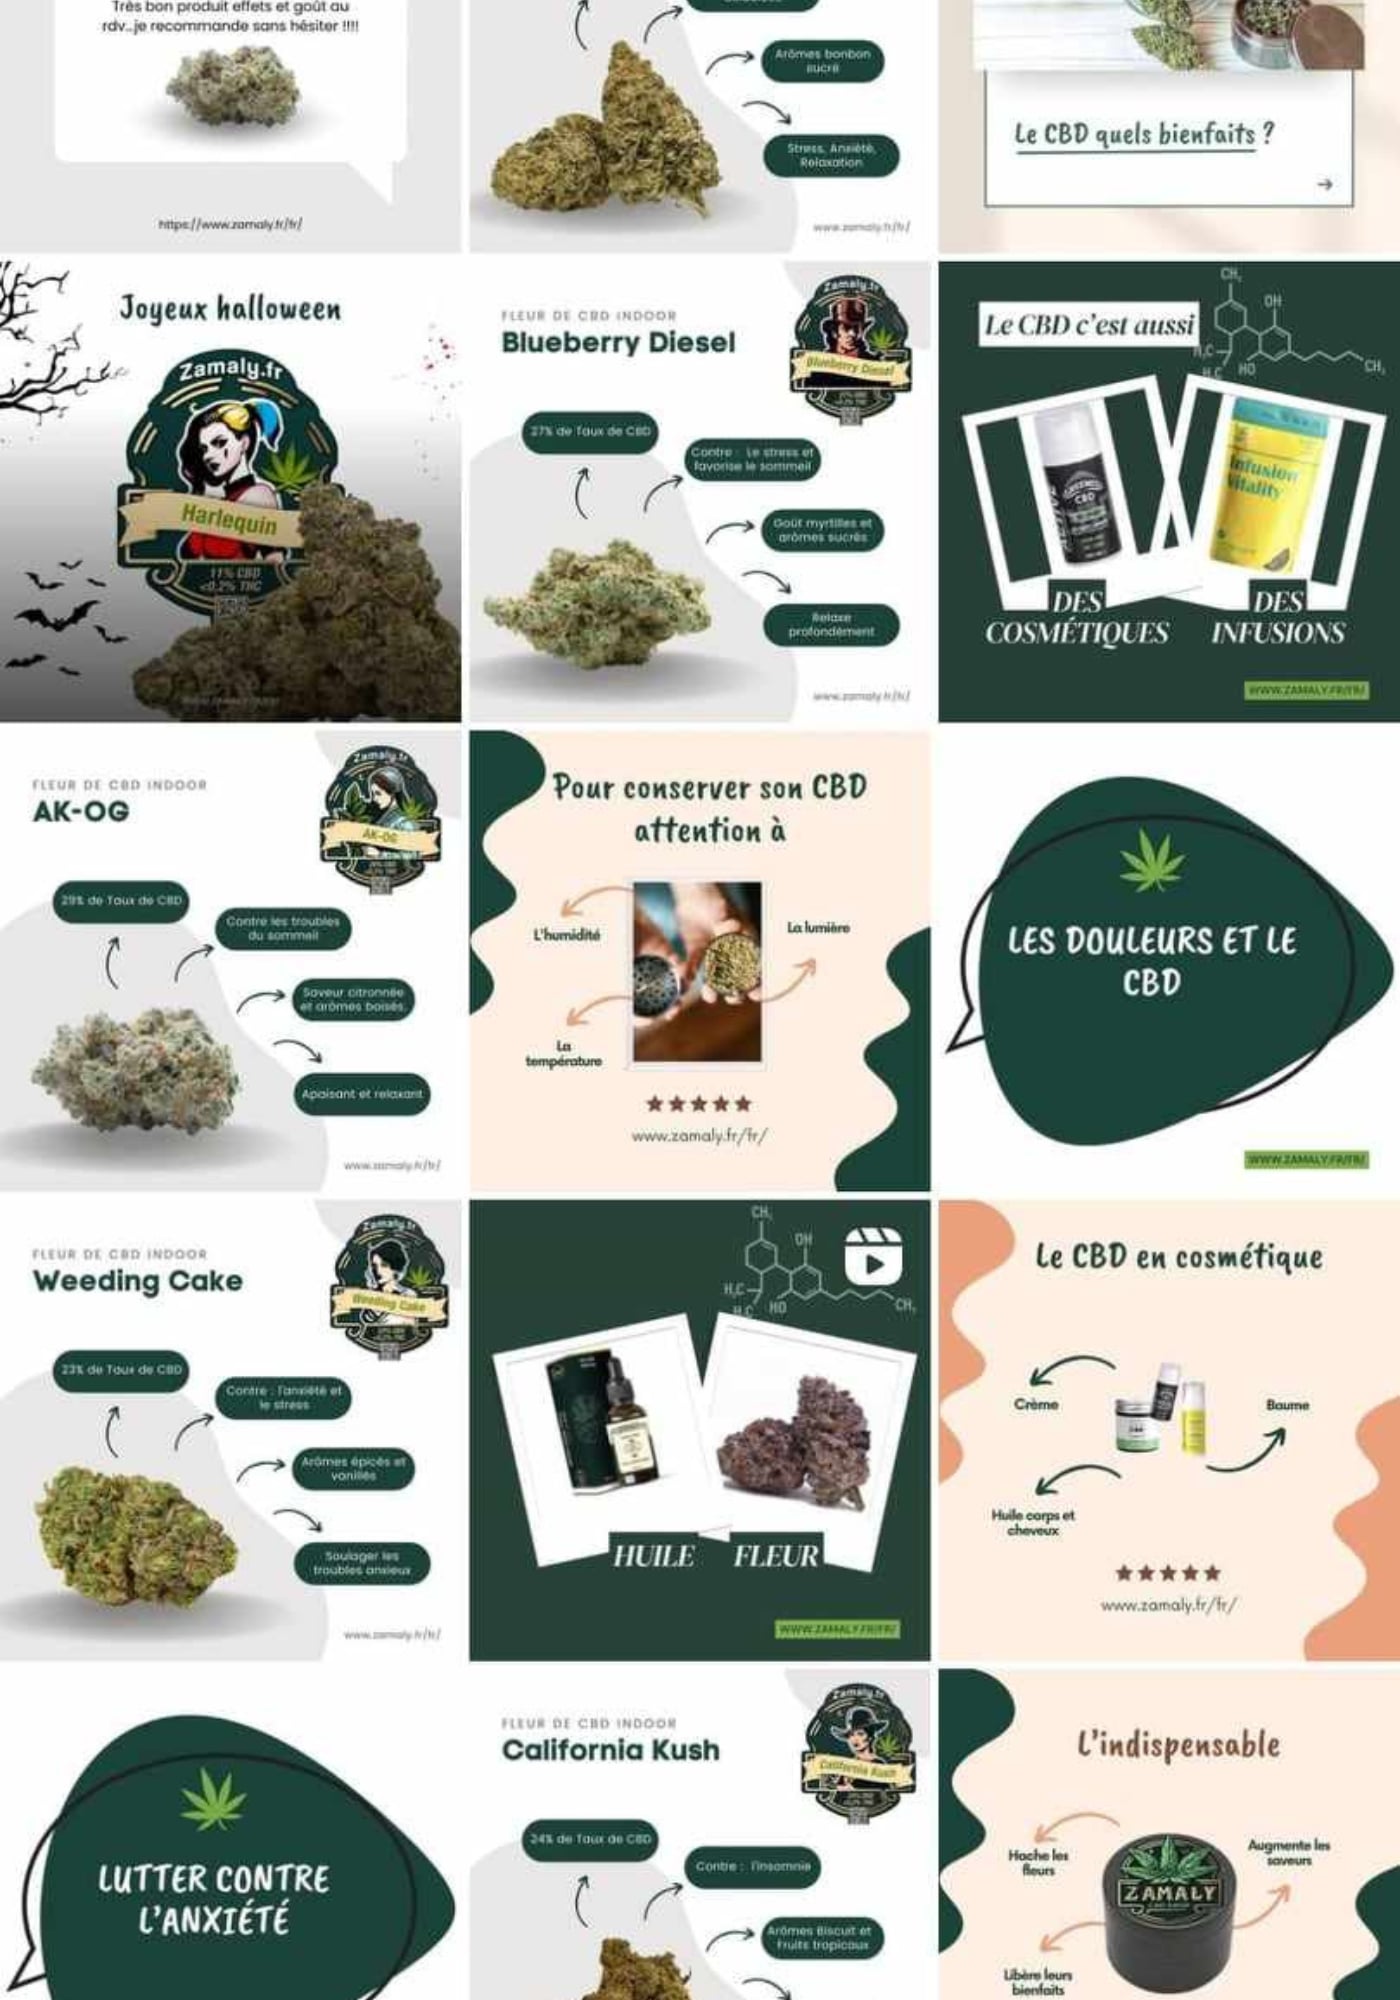 Très bon produit effets et goût au
rdv...je recommande sans hésiter !!!!
https://www.zamaly.fr/fr/
Arômes bonbon
sucré
Stress, Anxiété,
Relaxation
www.zamaly.fr/fr/
Le CBD quels bienfaits ?
Joyeux halloween
Zamaly.fr
Harlequin
11% CBD
<0.2% THC
FLEUR DE CBD INDOOR
Blueberry Diesel
Zamaly.fr
Blueberry Diesel
27% de Taux de CBD
Contre : Le stress et
favorise le sommeil
Goût myrtilles et
arômes sucrés
Relaxe
profondément
www.zamaly.fr/fr/
Le CBD c'est aussi
CH₃
OH
H₃C
H₂C
HO
CH₃
CBD
Infusion
Vitality
DES
COSMÉTIQUES
DES
INFUSIONS
WWW.ZAMALY.FR/FR/
FLEUR DE CBD INDOOR
AK-OG
Zamaly.fr
AK-OG
29% de Taux de CBD
Contre les troubles
du sommeil
Saveur citronnée
et arômes boisés.
Apaisant et relaxant
www.zamaly.fr/fr/
Pour conserver son CBD
attention à
L'humidité
La lumière
La
température
www.zamaly.fr/fr/
LES DOULEURS ET LE
CBD
WWW.ZAMALY.FR/FR/
FLEUR DE CBD INDOOR
Weeding Cake
Zamaly.fr
Weeding Cake
23% de Taux de CBD
Contre : l'anxiété et
le stress
Arômes épicés et
vanillés
Soulager les
troubles anxieux
www.zamaly.fr/fr/
CH₃
OH
H₃C
H₂C
HO
CH₃
HUILE
FLEUR
WWW.ZAMALY.FR/FR/
Le CBD en cosmétique
Crème
Baume
Huile corps et
cheveux
www.zamaly.fr/fr/
LUTTER CONTRE
L'ANXIÉTÉ
FLEUR DE CBD INDOOR
California Kush
Zamaly.fr
California Kush
24% de Taux de CBD
Contre : l'insomnie
Arômes Biscuit et
Fruits tropicaux
L'indispensable
Hache les
fleurs
Augmente les
saveurs
ZAMALY
Libère leurs
bienfaits